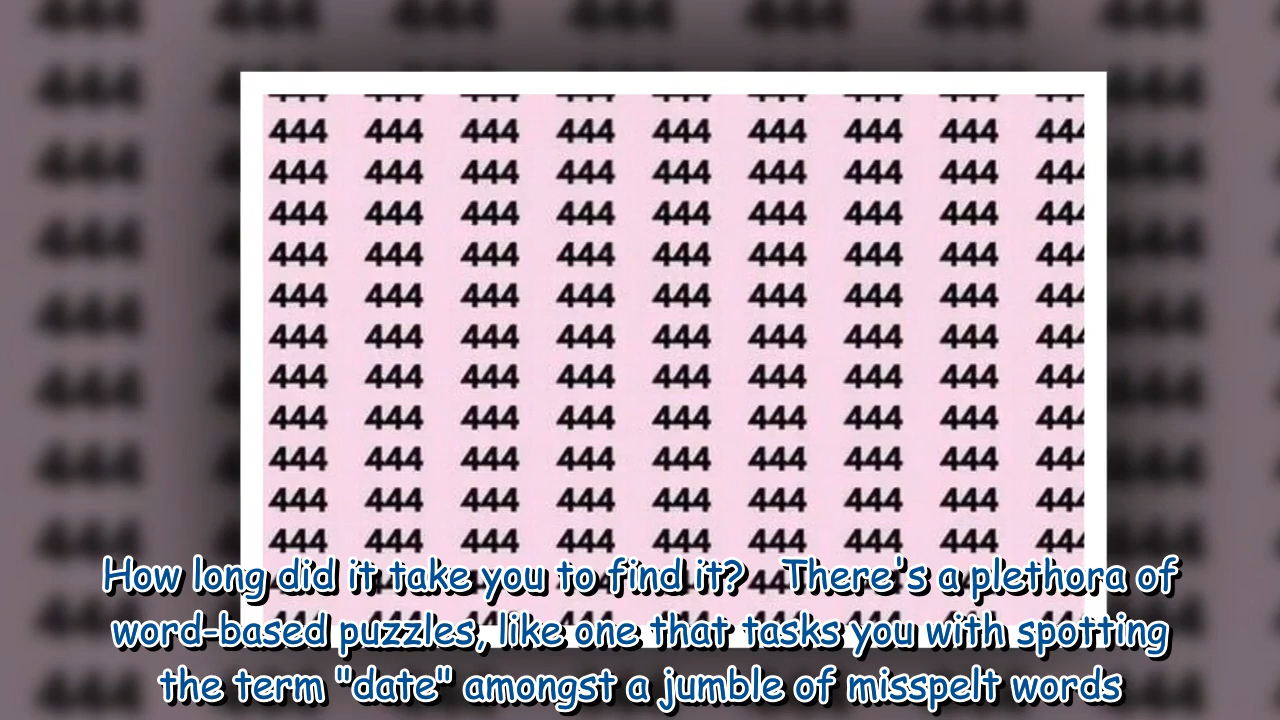 444 444 444 444 444 444 444 444 444
444 444 444 444 444 444 444 444 444
444 444 444 444 444 444 444 444 444
444 444 444 444 444 444 444 444 444
444 444 444 444 444 444 444 444 444
444 444 444 444 444 444 444 444 444
444 444 444 444 444 444 444 444 444
444 444 444 444 444 444 444 444 444
444 444 444 444 444 444 444 444 444
444 444 444 444 444 444 444 444 444
444 444 444 444 444 444 444 444 444
How long did it take you to find it? There's a plethora of
word-based puzzles, like one that tasks you with spotting
the term "date" amongst a jumble of misspelt words